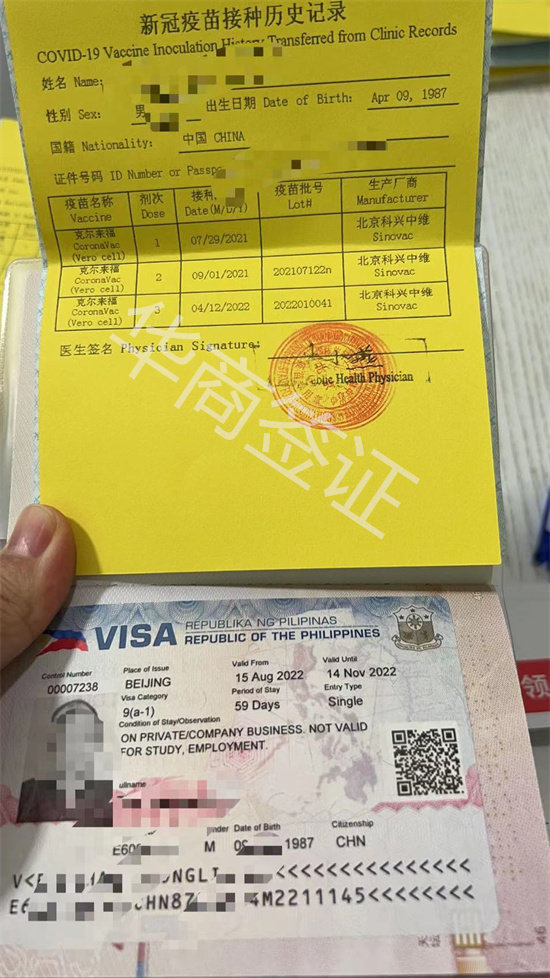 新冠疫苗接种历史记录
COVID-19 Vaccine Inoculation History Transferred from Clinic Records
姓名 Name:
性别 Sex: 男 出生日期 Date of Birth: Apr 09, 1987
国籍 Nationality: 中国 CHINA
证件号码 ID Number or Passp
疫苗名称 Vaccine 剂次 Dose 接种 Date(M/D/Y) 疫苗批号 Lot# 生产厂商 Manufacturer
克尔来福 CoronaVac (Vero cell) 1 07/29/2021 北京科兴中维 Sinovac
克尔来福 CoronaVac (Vero cell) 2 09/01/2021 202107122n 北京科兴中维 Sinovac
克尔来福 CoronaVac (Vero cell) 3 04/12/2022 2022010041 北京科兴中维 Sinovac
医生签名 Physician Signature:
Health Physician
华商签证
VISA REPUBLIKA NG PILIPINAS
REPUBLIC OF THE PHILIPPINES
Control Number Place of Issue Valid From Valid Until
00007238 BEIJING 15 Aug 2022 14 Nov 2022
Visa Category Period of Stay Entry Type
9(a-1) 59 Days Single
Condition of Stay/Observation
ON PRIVATE/COMPANY BUSINESS. NOT VALID
FOR STUDY, EMPLOYMENT.
Date of Birth Citizenship
M 1987 CHN
领
46